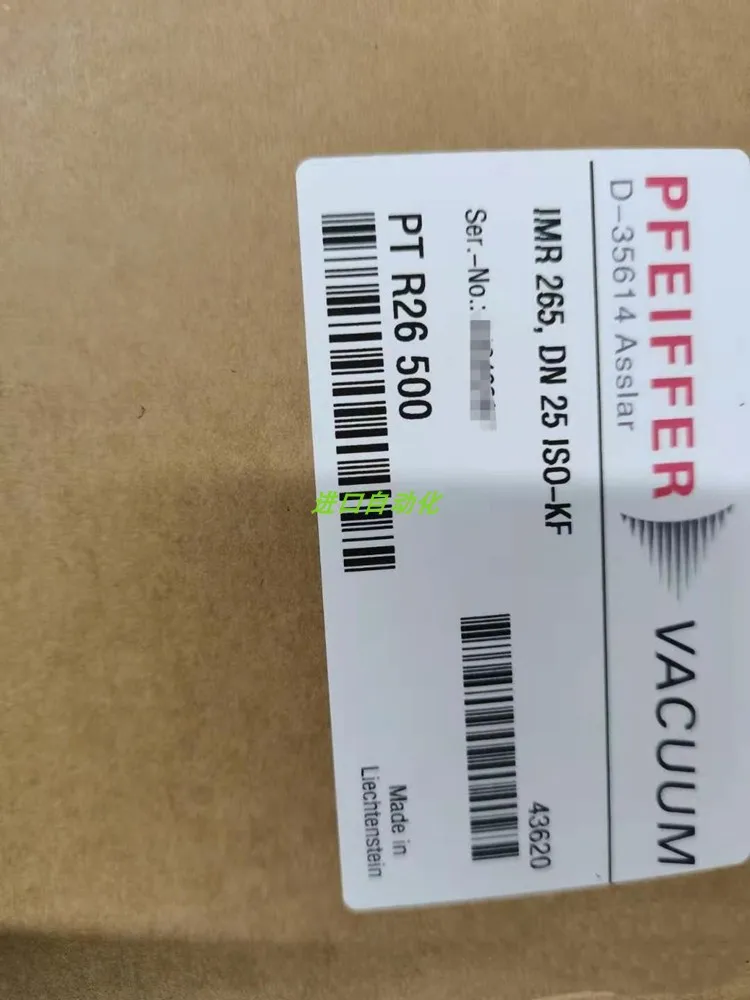 PFEIFFER VACUUM
D-35614 Asslar
IMR 265, DN 25 ISO-KF
43620
Ser.-No.:
PT R26 500
Made in
Liechtenstein
进口自动化